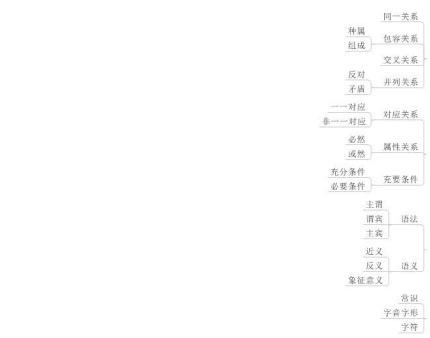 同一关系
种属
包容关系
组成
交叉关系
反对
并列关系
矛盾
一一对应
对应关系
非一一对应
必然
属性关系
或然
充分条件
充要条件
必要条件
主谓
谓宾
语法
主宾
近义
反义
语义
象征意义
常识
字音字形
字符